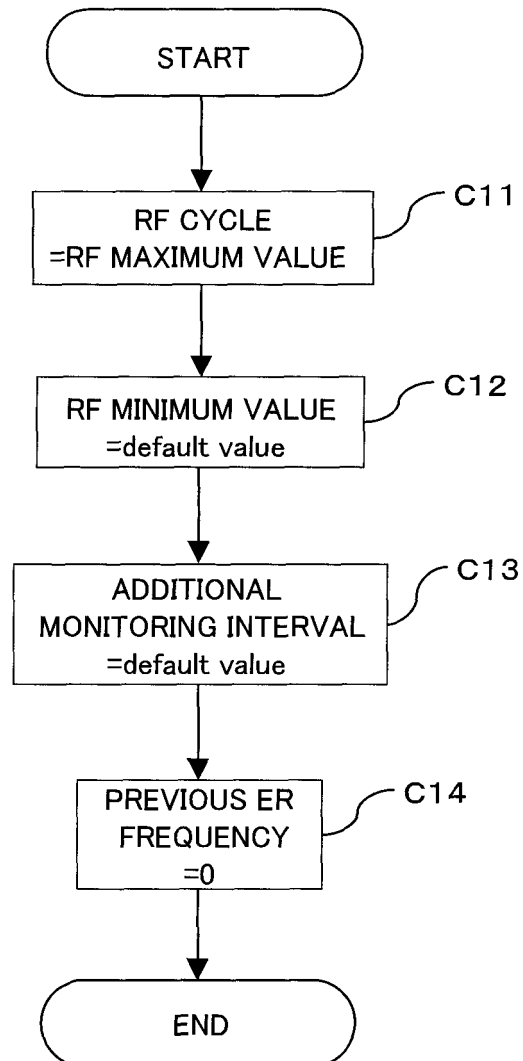 START
RF CYCLE
=RF MAXIMUM VALUE
C11
RF MINIMUM VALUE
=default value
C12
ADDITIONAL
MONITORING INTERVAL
=default value
C13
PREVIOUS ER
FREQUENCY
=0
C14
END